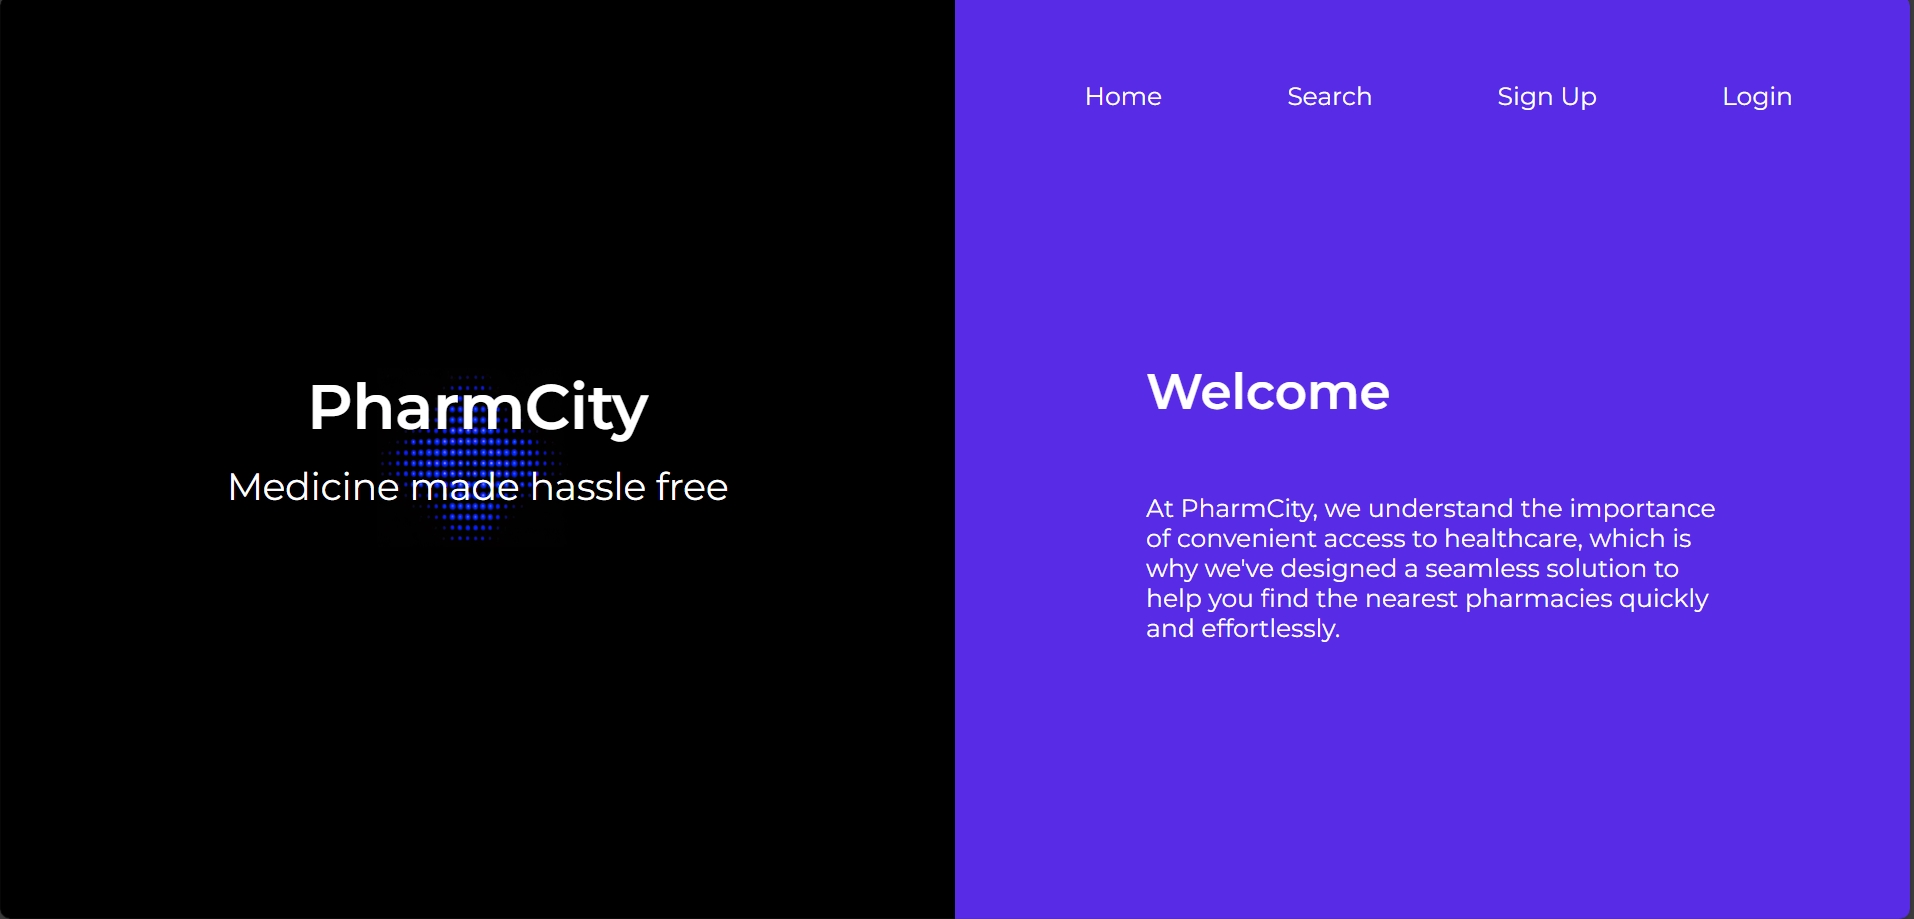 PharmCity
Medicine made hassle free
Home Search Sign Up Login
Welcome
At PharmCity, we understand the importance
of convenient access to healthcare, which is
why we've designed a seamless solution to
help you find the nearest pharmacies quickly
and effortlessly.